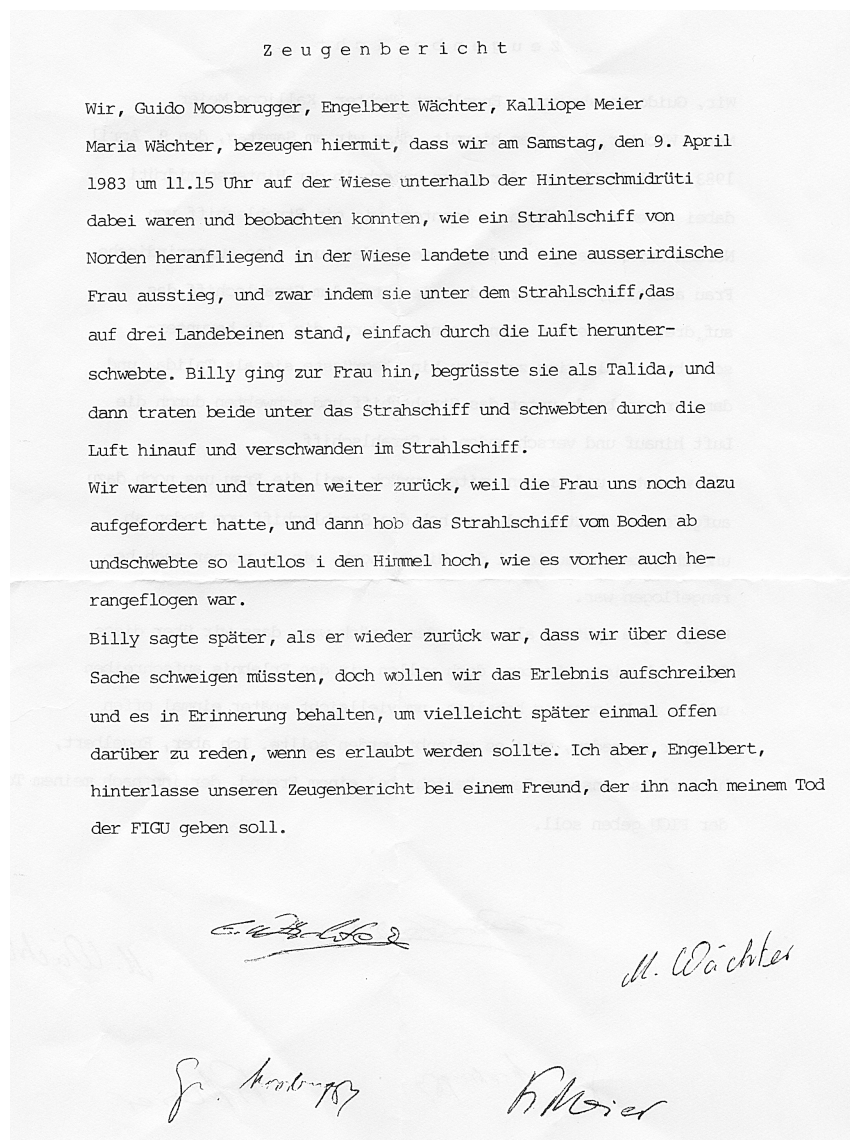 Zeugenbericht
Wir, Guido Moosbrugger, Engelbert Wächter, Kalliope Meier
Maria Wächter, bezeugen hiermit, dass wir am Samstag, den 9. April
1983 um 11.15 Uhr auf der Wiese unterhalb der Hinterschmidrüti
dabei waren und beobachten konnten, wie ein Strahlschiff von
Norden heranfliegend in der Wiese landete und eine ausserirdische
Frau ausstieg, und zwar indem sie unter dem Strahlschiff,das
auf drei Landebeinen stand, einfach durch die Luft herunter-
schwebte. Billy ging zur Frau hin, begrüsste sie als Talida, und
dann traten beide unter das Strahschiff und schwebten durch die
Luft hinauf und verschwanden im Strahlschiff.
Wir warteten und traten weiter zurück, weil die Frau uns noch dazu
aufgefordert hatte, und dann hob das Strahlschiff vom Boden ab
undschwebte so lautlos i den Himmel hoch, wie es vorher auch he-
rangeflogen war.
Billy sagte später, als er wieder zurück war, dass wir über diese
Sache schweigen müssten, doch wollen wir das Erlebnis aufschreiben
und es in Erinnerung behalten, um vielleicht später einmal offen
darüber zu reden, wenn es erlaubt werden sollte. Ich aber, Engelbert,
hinterlasse unseren Zeugenbericht bei einem Freund, der ihn nach meinem Tod
der FIGU geben soll.
M. Wächter
K Meier